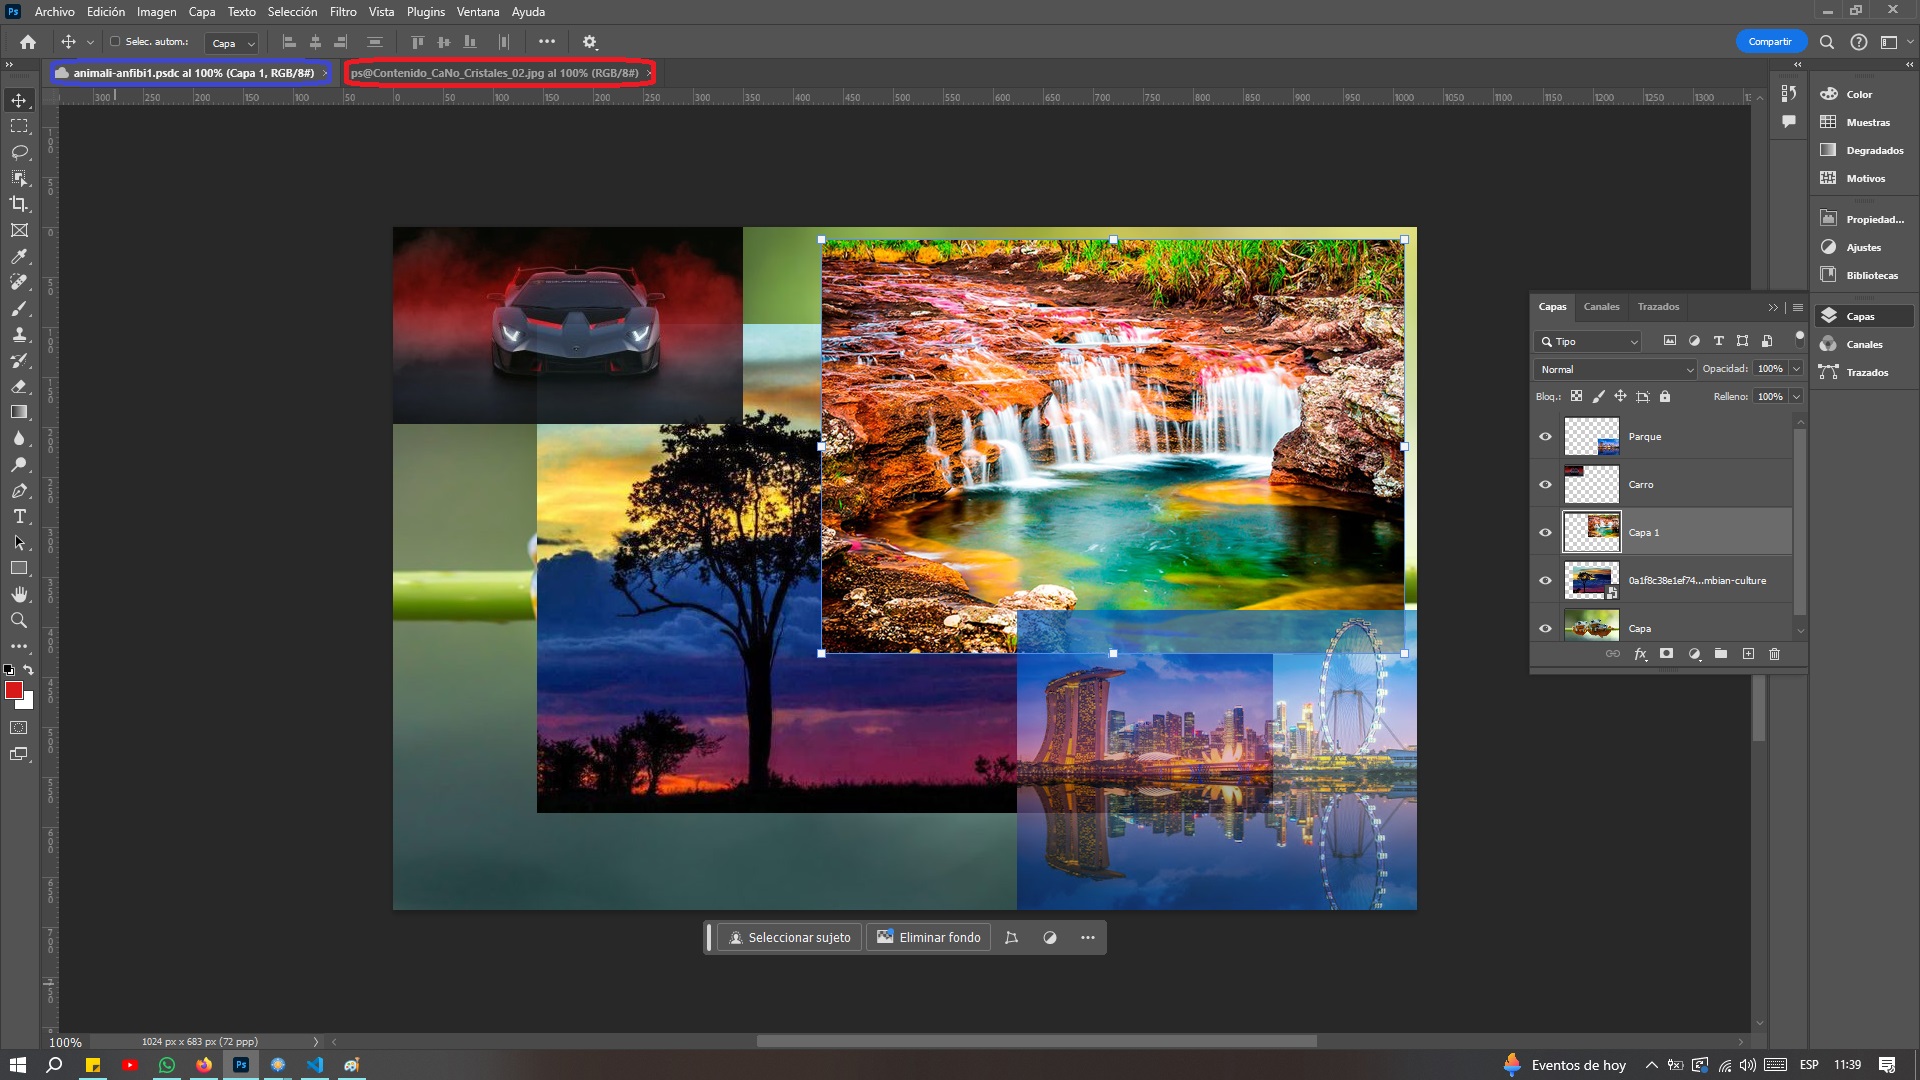 Ps Archivo Edición Imagen Capa Texto Selección Filtro Vista Plugins Ventana Ayuda
Selec. autom.: Capa Compartir
animali-anfibi1.psdc al 100% (Capa 1, RGB/8#) ×
ps@Contenido_CaNo_Cristales_02.jpg al 100% (RGB/8#) ×
300 250 200 150 100 50 0 50 100 150 200 250 300 350 400 450 500 550 600 650 700 750 800 850 900 950 1000 1050 1100 1150 1200 1250 1300
Color
Muestras
Degradados
Motivos
Propiedad...
Ajustes
Bibliotecas
Capas
Canales
Trazados
Capas Canales Trazados
Tipo
Normal Opacidad: 100%
Bloq.: Relleno: 100%
Parque
Carro
Capa 1
0a1f8c38e1ef74...mbian-culture
Capa
fx
Seleccionar sujeto Eliminar fondo
100% 1024 px x 683 px (72 ppp)
Ps Eventos de hoy ESP 11:39